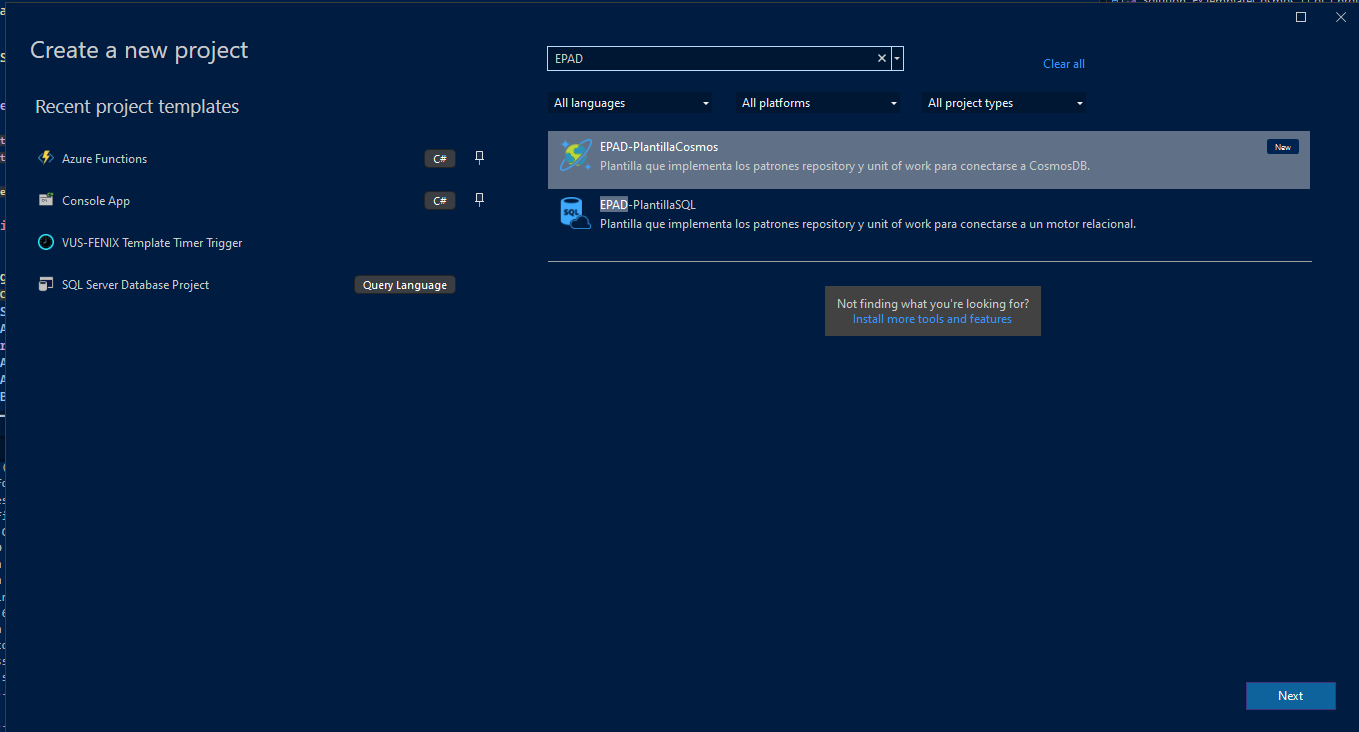 Create a new project
Recent project templates
Azure Functions
C#
Console App
C#
VUS-FENIX Template Timer Trigger
SQL Server Database Project
Query Language
EPAD
Clear all
All languages
All platforms
All project types
EPAD-PlantillaCosmos
New
Plantilla que implementa los patrones repository y unit of work para conectarse a CosmosDB.
SQL
EPAD-PlantillaSQL
Plantilla que implementa los patrones repository y unit of work para conectarse a un motor relacional.
Not finding what you're looking for?
Install more tools and features
Next